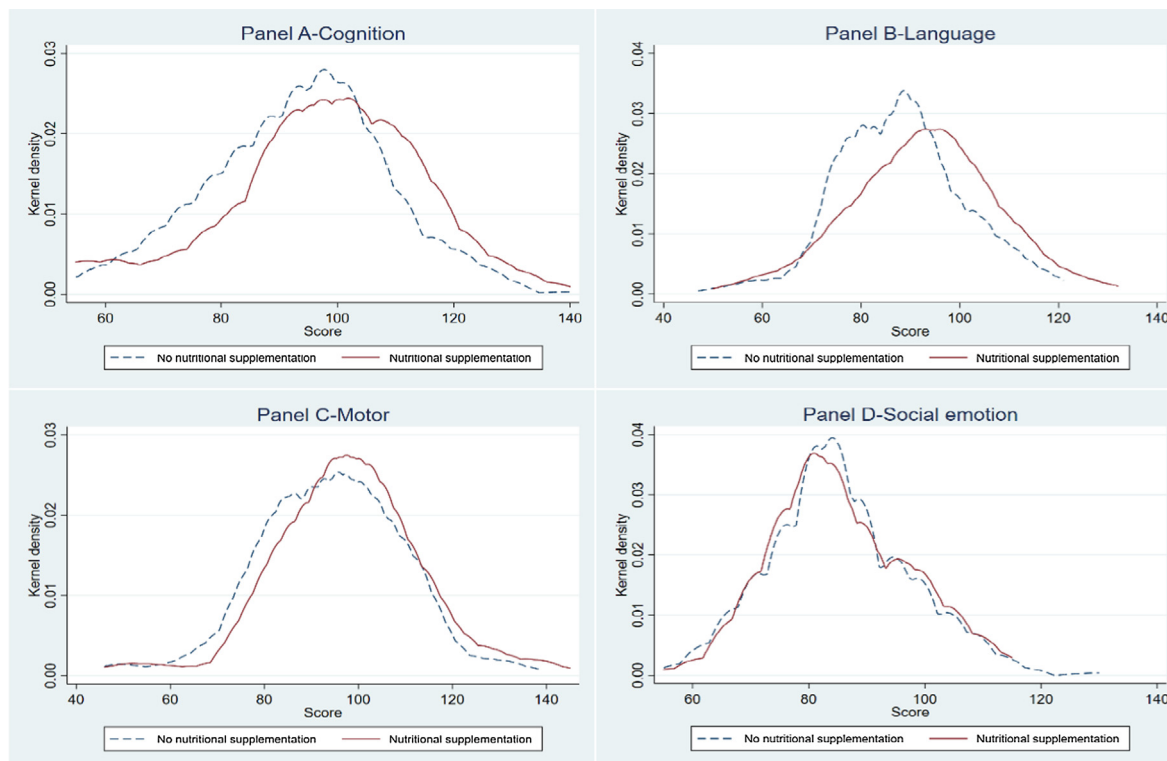 Panel A-Cognition
Kernel density
0.00
0.01
0.02
0.03
60
80
100
120
140
Score
No nutritional supplementation
Nutritional supplementation
Panel B-Language
Kernel density
0.00
0.01
0.02
0.03
0.04
40
60
80
100
120
140
Score
No nutritional supplementation
Nutritional supplementation
Panel C-Motor
Kernel density
0.00
0.01
0.02
0.03
40
60
80
100
120
140
Score
No nutritional supplementation
Nutritional supplementation
Panel D-Social emotion
Kernel density
0.00
0.01
0.02
0.03
0.04
60
80
100
120
140
Score
No nutritional supplementation
Nutritional supplementation